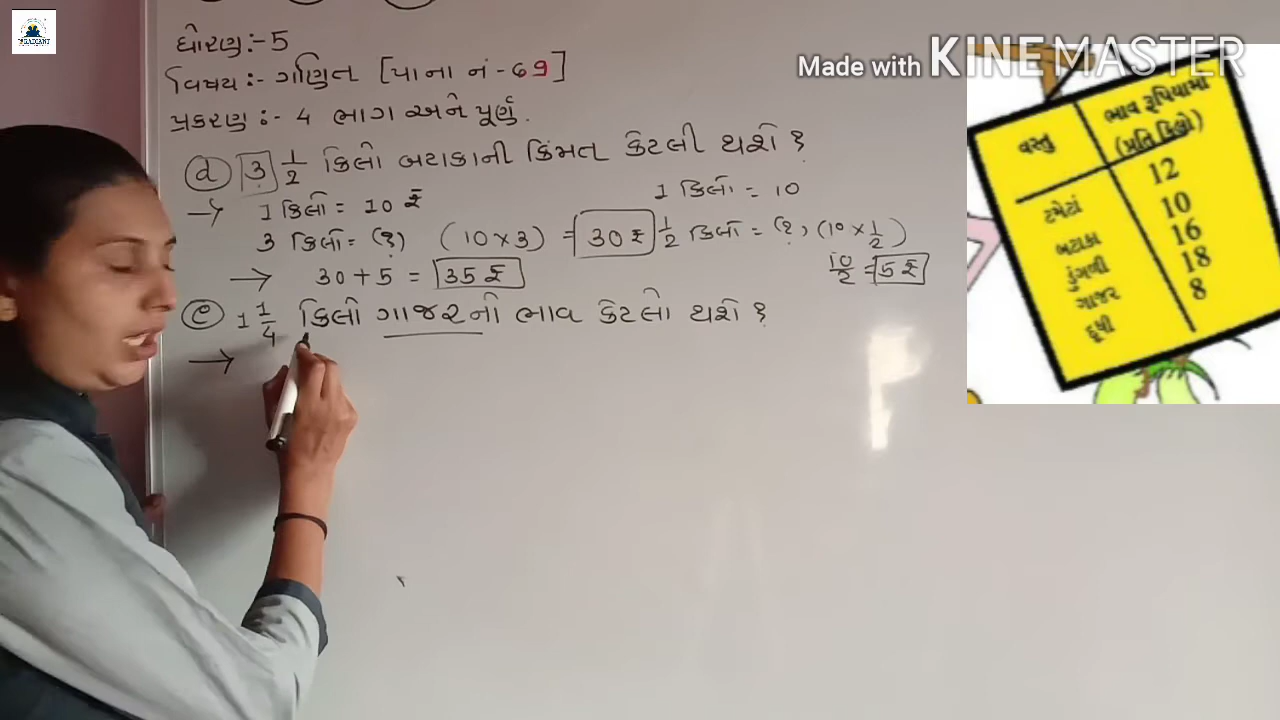 ધોરણ:-5
વિષય:- ગણિત [પાના નં-69]
પ્રકરણ:- 4 ભાગ અને પૂર્ણ.
(d) 3 1/2 કિલો બટાકાની કિંમત કેટલી થશે ?
→ 1 કિલો = 10 ₹ 1 કિલો = 10
3 કિલો = (?) (10×3) = 30₹ 1/2 કિલો = (?), (10 × 1/2)
→ 30 + 5 = 35₹ 10/2 = 5₹
(e) 1 1/4 કિલો ગાજરનો ભાવ કેટલો થશે ?
→
Made with KINEMASTER
વસ્તુ ભાવ રૂપિયામાં (પ્રતિ કિલો)
ટમેટાં 12
બટાકા 10
ડુંગળી 16
ગાજર 18
દૂધી 8